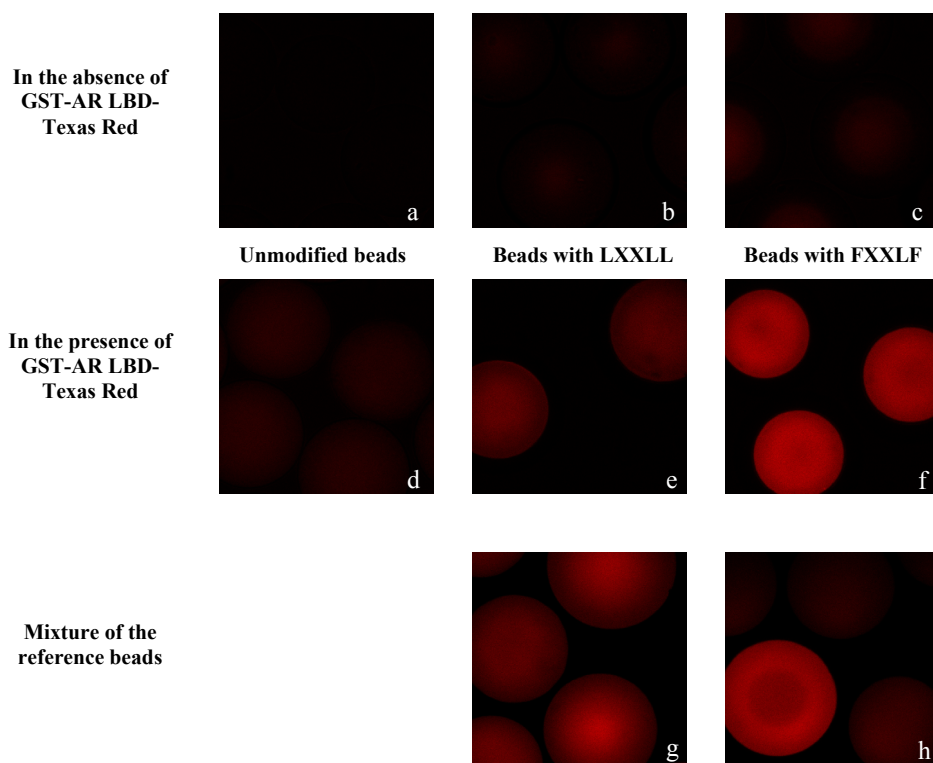 In the absence of
GST-AR LBD-
Texas Red
a
b
c
Unmodified beads
Beads with LXXLL
Beads with FXXLF
In the presence of
GST-AR LBD-
Texas Red
d
e
f
Mixture of the
reference beads
g
h